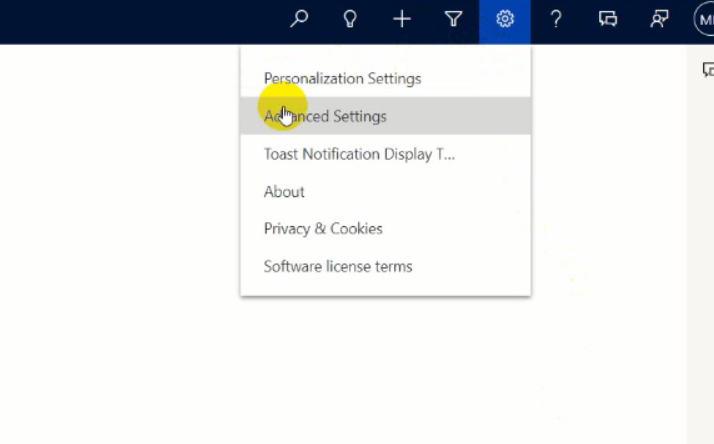 ?
M
Personalization Settings
Advanced Settings
Toast Notification Display T...
About
Privacy & Cookies
Software license terms